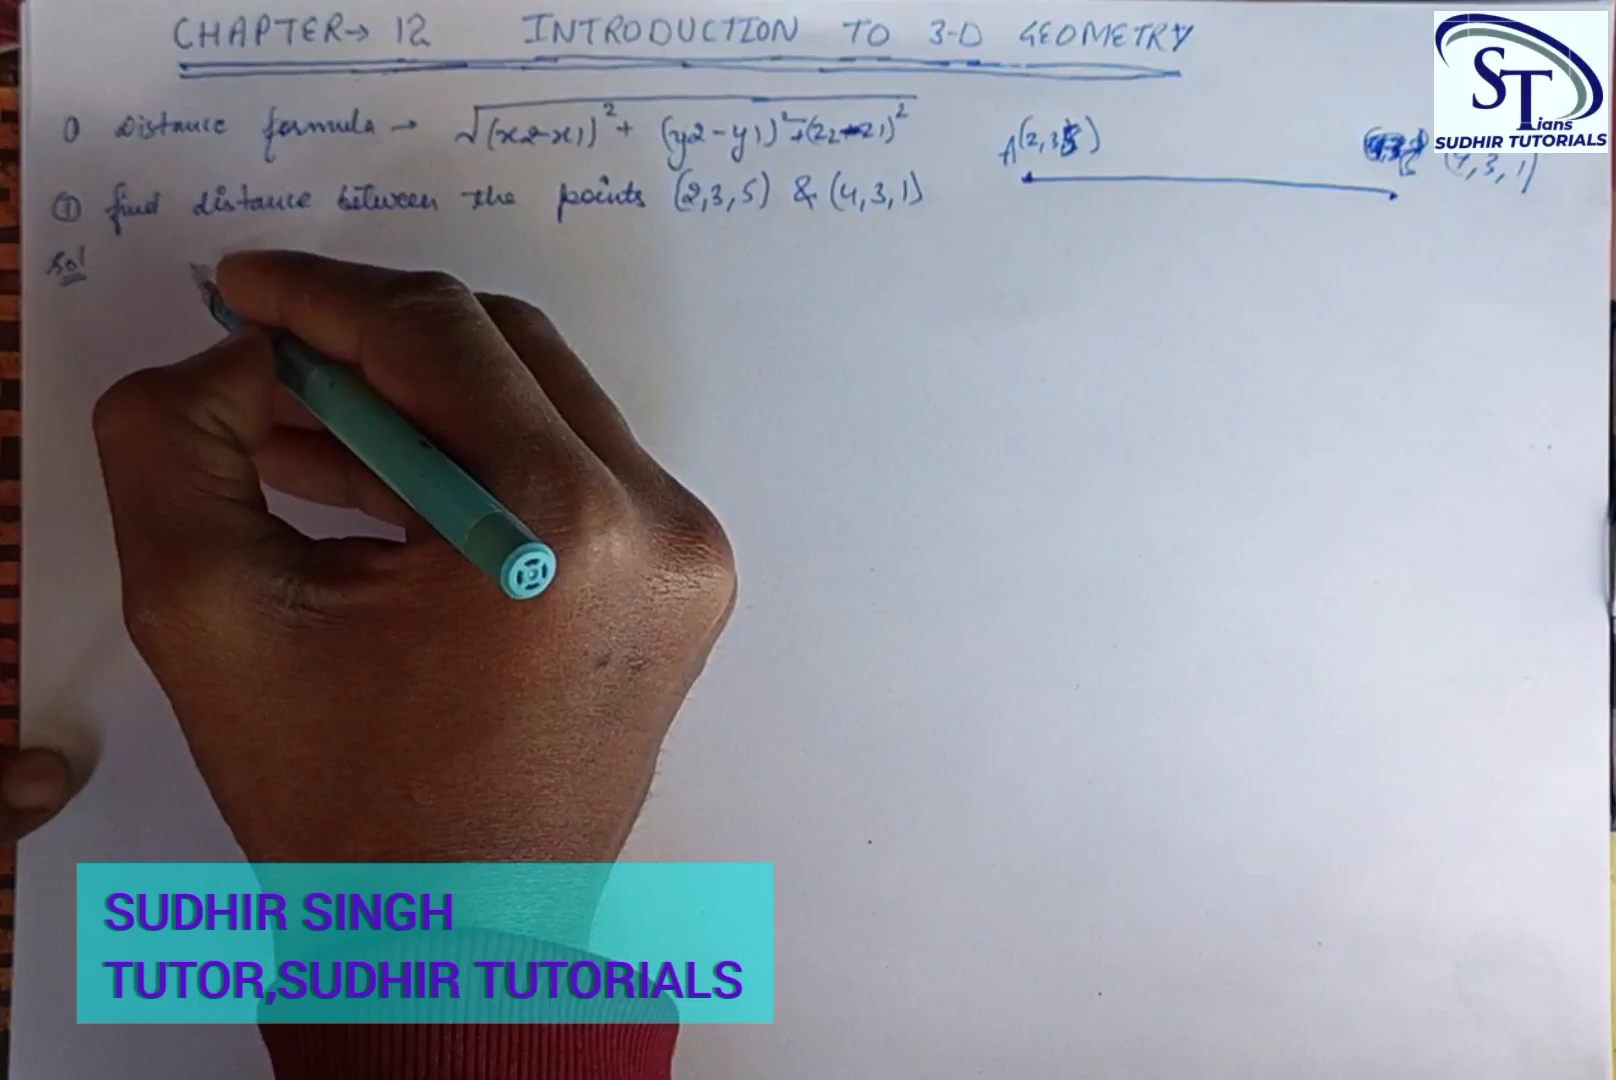 CHAPTER→ 12 INTRODUCTION TO 3-D GEOMETRY
1) Distance formula → √(x2-x1)² + (y2-y1)² + (z2-z1)²
A(2,3,5)
B (4,3,1)
① find distance between the points (2,3,5) & (4,3,1)
Sol
ST
ians
SUDHIR TUTORIALS
SUDHIR SINGH
TUTOR,SUDHIR TUTORIALS